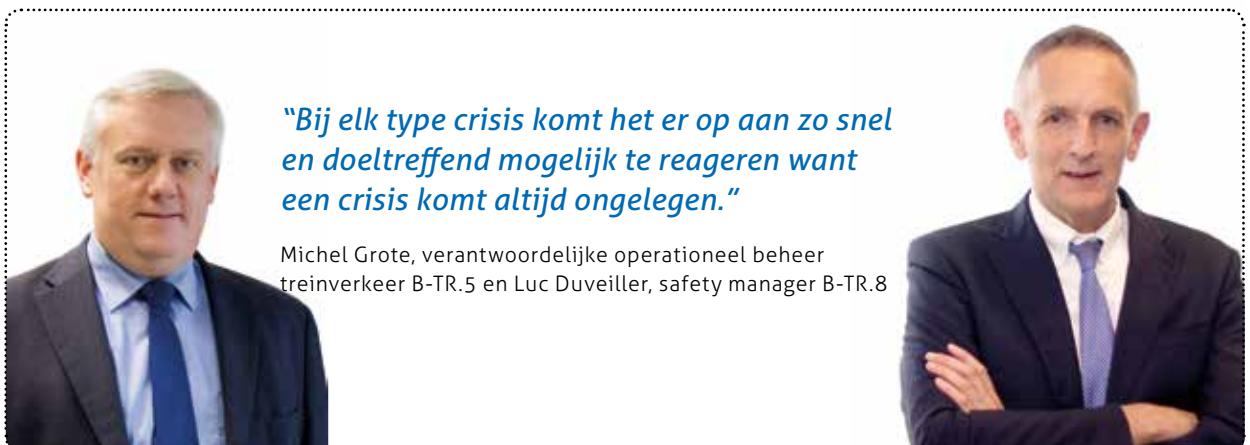 “Bij elk type crisis komt het er op aan zo snel
en doeltreffend mogelijk te reageren want
een crisis komt altijd ongelegen.”
Michel Grote, verantwoordelijke operationeel beheer
treinverkeer B-TR.5 en Luc Duveiller, safety manager B-TR.8